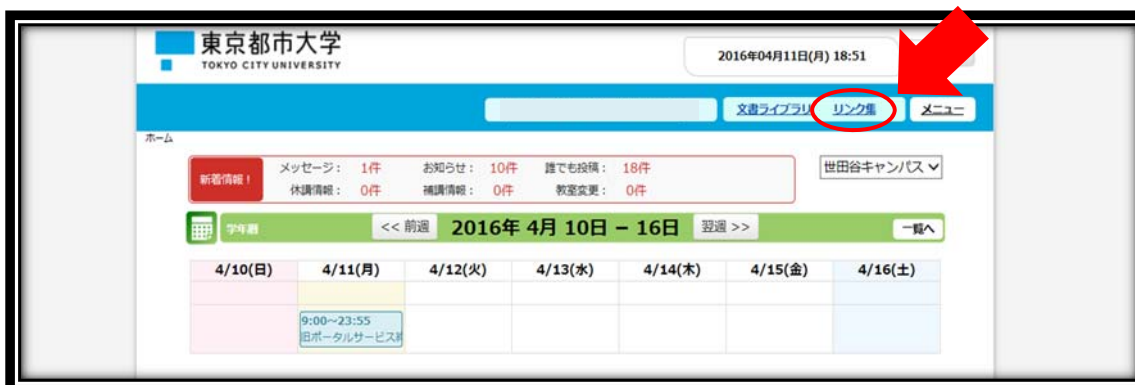 東京都市大学
TOKYO CITY UNIVERSITY
2016年04月11日(月) 18:51
文書ライブラリ リンク集 メニュー
ホーム
新着情報！
メッセージ： 1件 お知らせ： 10件 誰でも投稿： 18件
休講情報： 0件 補講情報： 0件 教室変更： 0件
世田谷キャンパス
学年暦 << 前週 2016年 4月 10日 − 16日 翌週 >> 一覧へ
4/10(日) 4/11(月) 4/12(火) 4/13(水) 4/14(木) 4/15(金) 4/16(土)
9:00～23:55
旧ポータルサービス